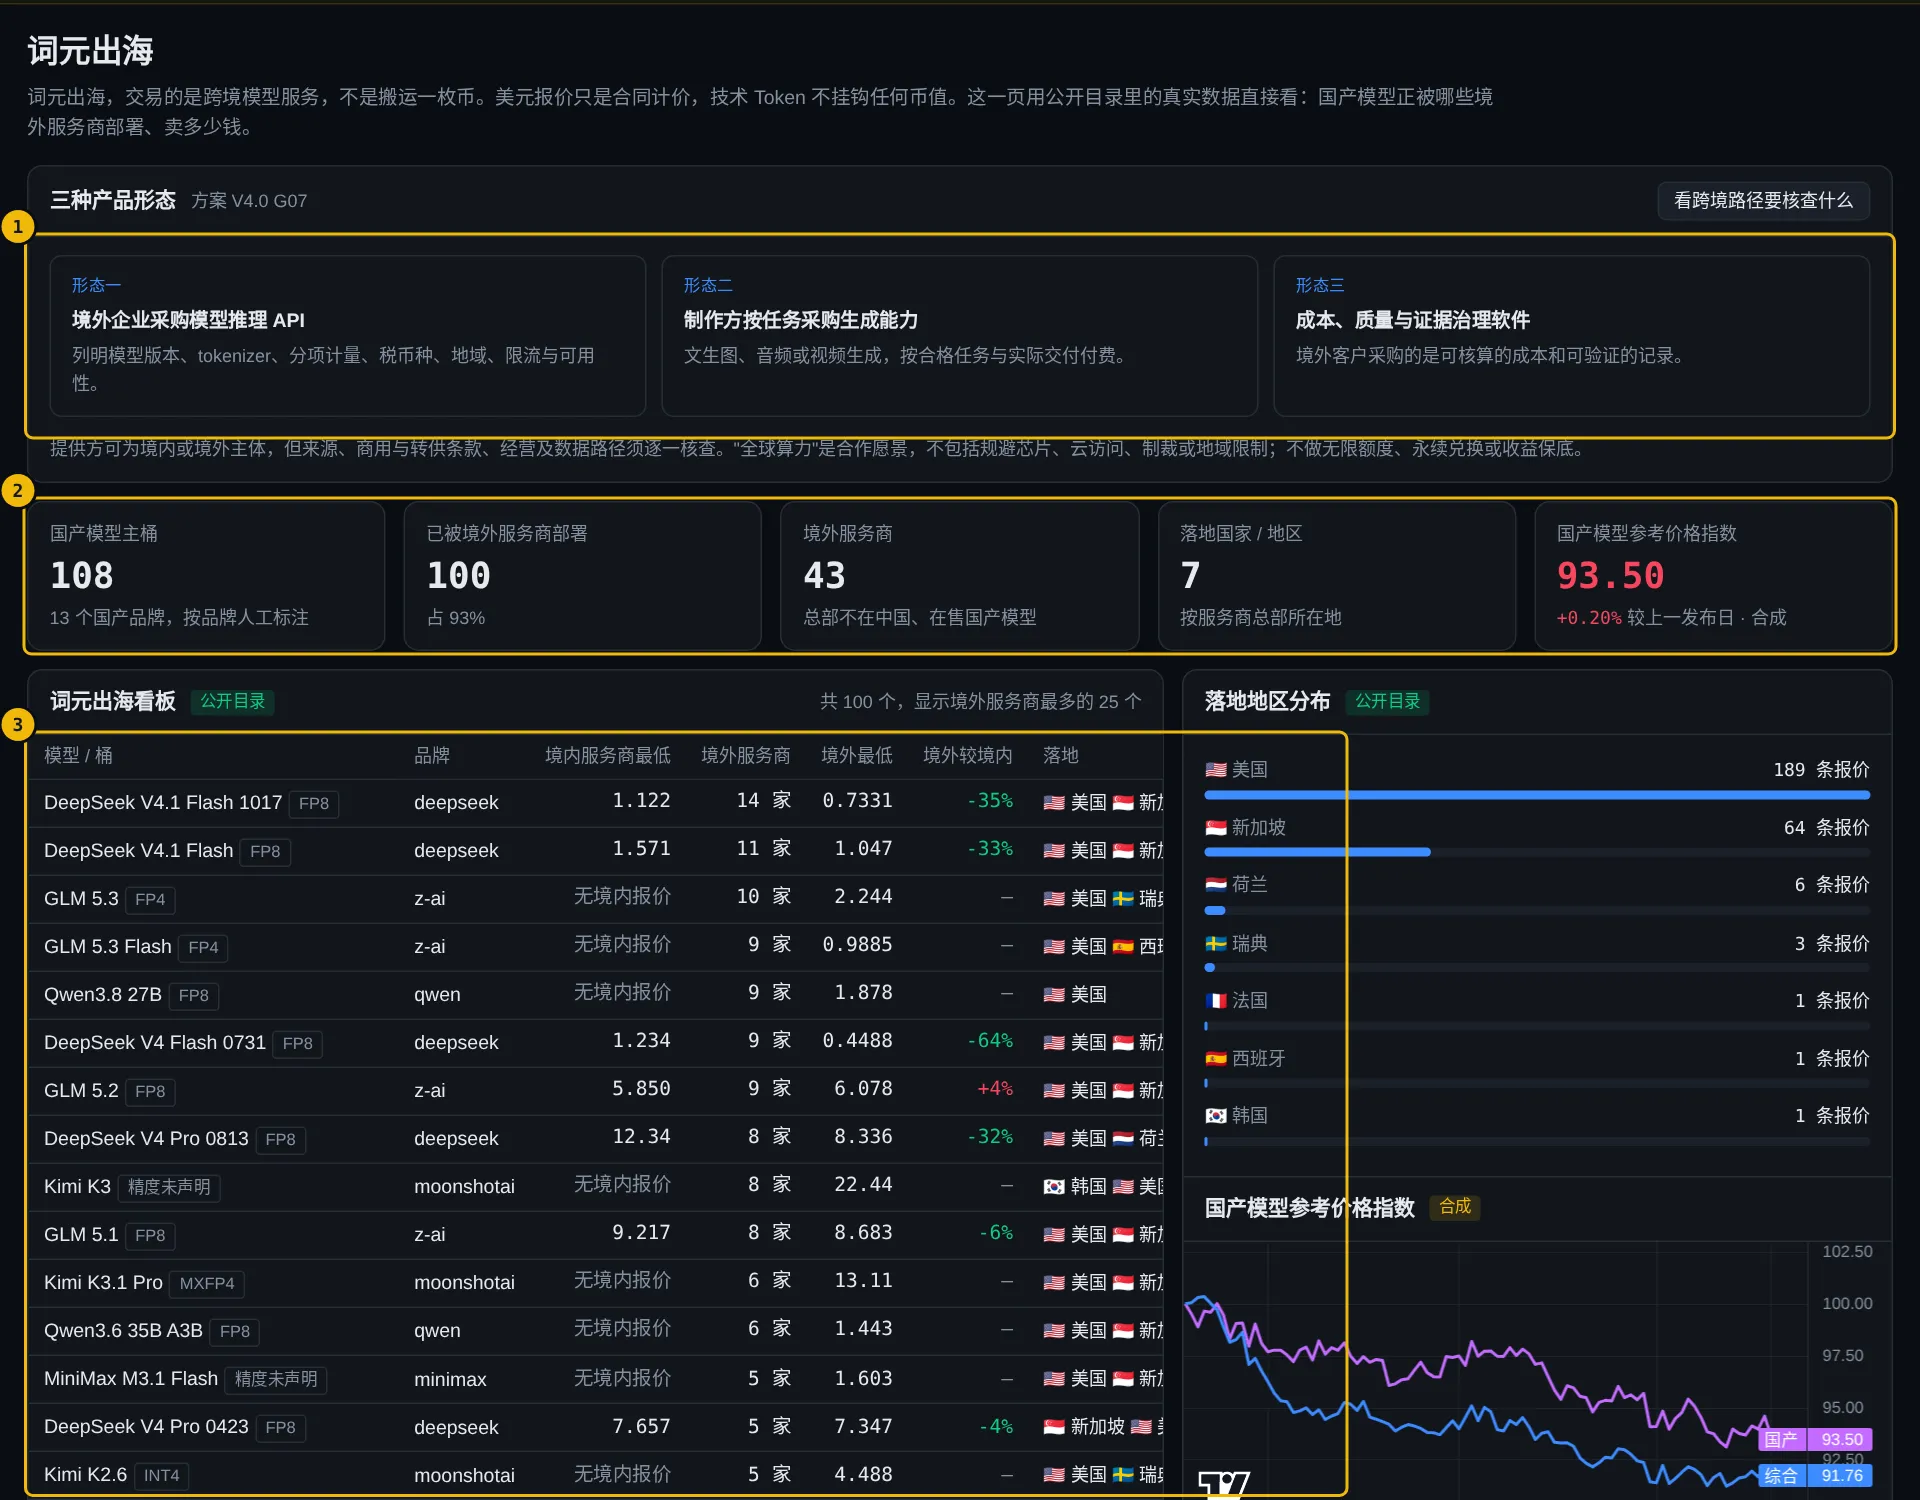 词元出海
词元出海，交易的是跨境模型服务，不是搬运一枚币。美元报价只是合同计价，技术 Token 不挂钩任何币值。这一页用公开目录里的真实数据直接看：国产模型正被哪些境
外服务商部署、卖多少钱。
三种产品形态 方案 V4.0 G07 看跨境路径要核查什么
1
形态一
境外企业采购模型推理 API
列明模型版本、tokenizer、分项计量、税币种、地域、限流与可用
性。
形态二
制作方按任务采购生成能力
文生图、音频或视频生成，按合格任务与实际交付付费。
形态三
成本、质量与证据治理软件
境外客户采购的是可核算的成本和可验证的记录。
提供方可为境内或境外主体，但来源、商用与转供条款、经营及数据路径须逐一核查。"全球算力"是合作愿景，不包括规避芯片、云访问、制裁或地域限制；不做无限额度、永续兑换或收益保底。
2
国产模型主桶
108
13 个国产品牌，按品牌人工标注
已被境外服务商部署
100
占 93%
境外服务商
43
总部不在中国、在售国产模型
落地国家 / 地区
7
按服务商总部所在地
国产模型参考价格指数
93.50
+0.20% 较上一发布日 · 合成
词元出海看板 公开目录 共 100 个，显示境外服务商最多的 25 个
3
模型 / 桶 品牌 境内服务商最低 境外服务商 境外最低 境外较境内 落地
DeepSeek V4.1 Flash 1017 FP8 deepseek 1.122 14 家 0.7331 -35% 美国 新加
DeepSeek V4.1 Flash FP8 deepseek 1.571 11 家 1.047 -33% 美国 新加
GLM 5.3 FP4 z-ai 无境内报价 10 家 2.244 — 美国 瑞典
GLM 5.3 Flash FP4 z-ai 无境内报价 9 家 0.9885 — 美国 西班
Qwen3.8 27B FP8 qwen 无境内报价 9 家 1.878 — 美国
DeepSeek V4 Flash 0731 FP8 deepseek 1.234 9 家 0.4488 -64% 美国 新加
GLM 5.2 FP8 z-ai 5.850 9 家 6.078 +4% 美国 新加
DeepSeek V4 Pro 0813 FP8 deepseek 12.34 8 家 8.336 -32% 美国 荷兰
Kimi K3 精度未声明 moonshotai 无境内报价 8 家 22.44 — 韩国 美国
GLM 5.1 FP8 z-ai 9.217 8 家 8.683 -6% 美国 新加
Kimi K3.1 Pro MXFP4 moonshotai 无境内报价 6 家 13.11 — 美国 新加
Qwen3.6 35B A3B FP8 qwen 无境内报价 6 家 1.443 — 美国 新加
MiniMax M3.1 Flash 精度未声明 minimax 无境内报价 5 家 1.603 — 美国 新加
DeepSeek V4 Pro 0423 FP8 deepseek 7.657 5 家 7.347 -4% 新加坡
Kimi K2.6 INT4 moonshotai 无境内报价 5 家 4.488 — 美国 瑞典
落地地区分布 公开目录
美国 189 条报价
新加坡 64 条报价
荷兰 6 条报价
瑞典 3 条报价
法国 1 条报价
西班牙 1 条报价
韩国 1 条报价
国产模型参考价格指数 合成
102.50
100.00
97.50
95.00
国产 93.50
92.50
综合 91.76